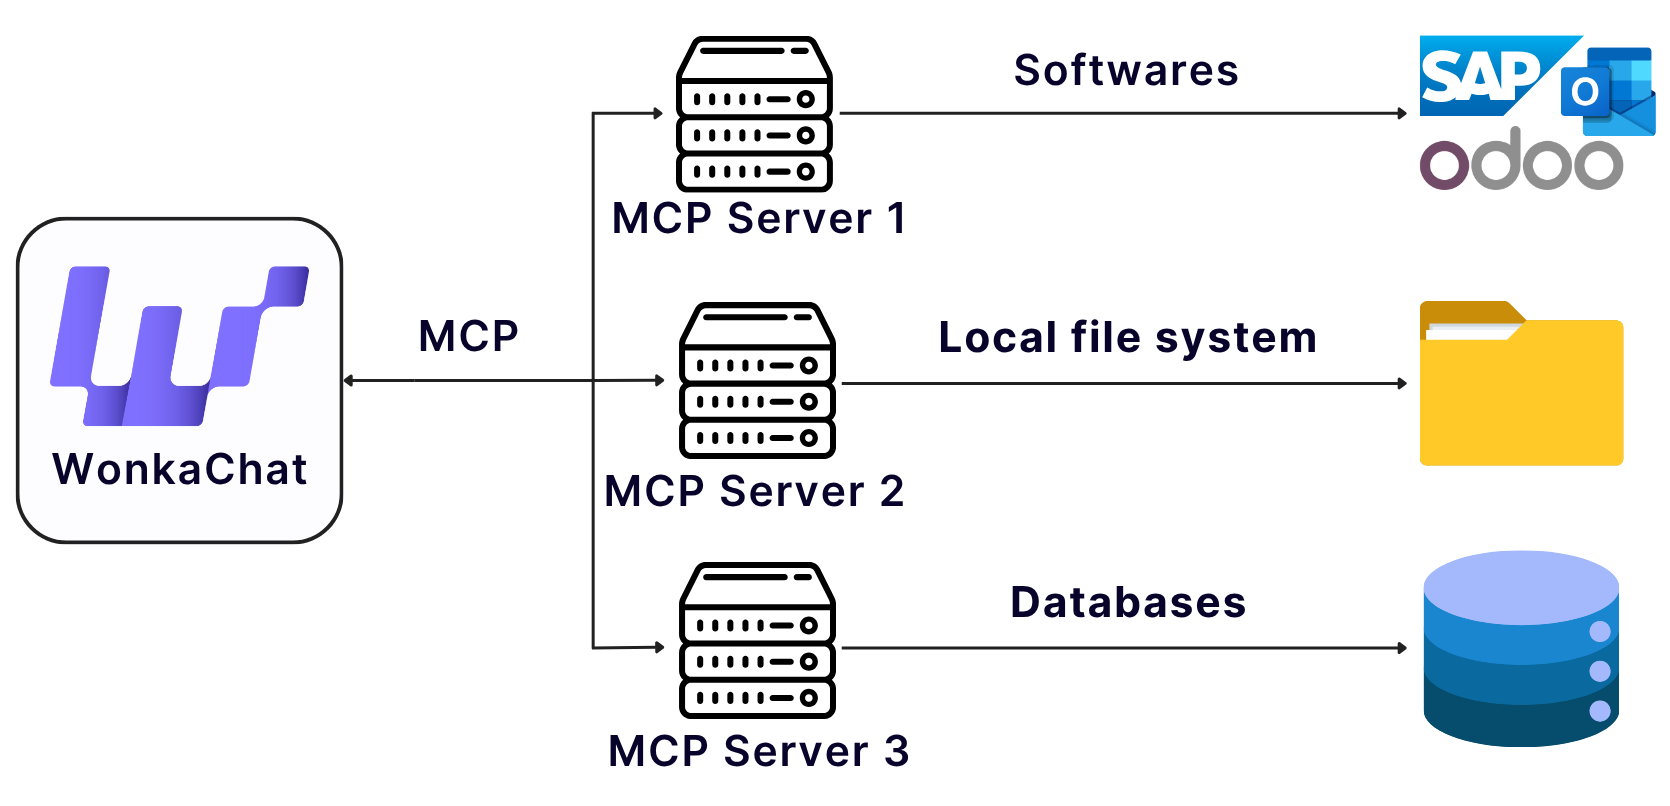 Softwares
SAP
O
odoo
MCP Server 1
MCP
Local file system
WonkaChat
MCP Server 2
Databases
MCP Server 3